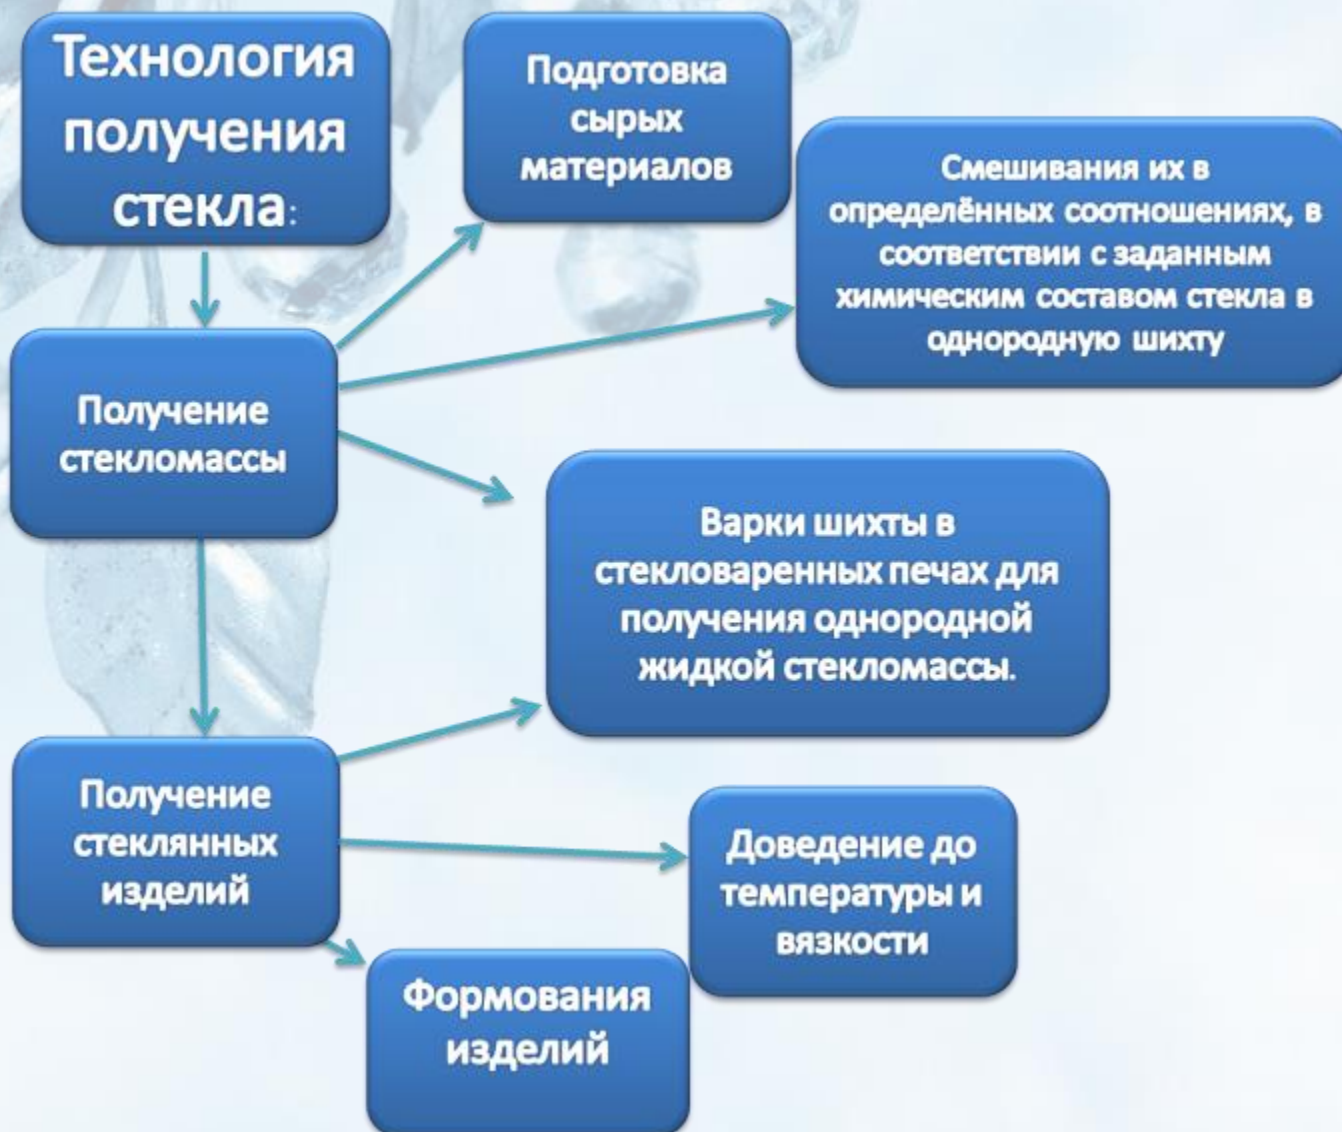 Технология
получения
стекла:
Подготовка
сырых
материалов
Смешивания их в
определённых соотношениях, в
соответствии с заданным
химическим составом стекла в
однородную шихту
Получение
стекломассы
Варки шихты в
стекловаренных печах для
получения однородной
жидкой стекломассы.
Получение
стеклянных
изделий
Доведение до
температуры и
вязкости
Формования
изделий